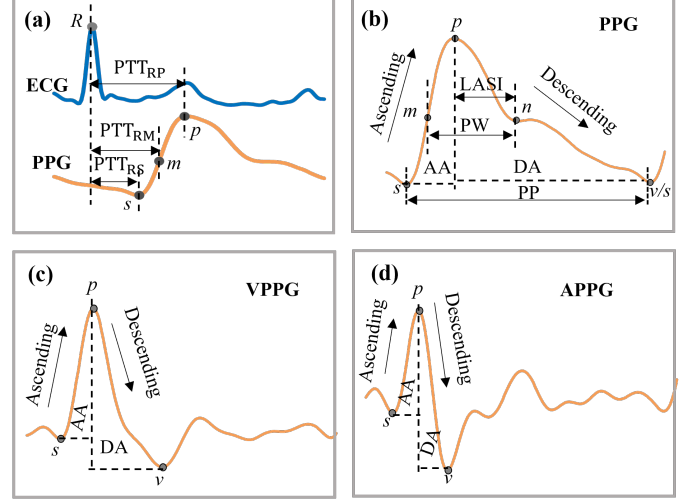 (a)
R
PTT_RP
ECG
p
PTT_RM
m
PPG
PTT_RS
s
(b)
PPG
p
Ascending
Descending
LASI
n
m
PW
AA
DA
s
v/s
PP
(c)
VPPG
p
Ascending
Descending
AA
DA
s
v
(d)
APPG
p
Ascending
Descending
AA
s
DA
v